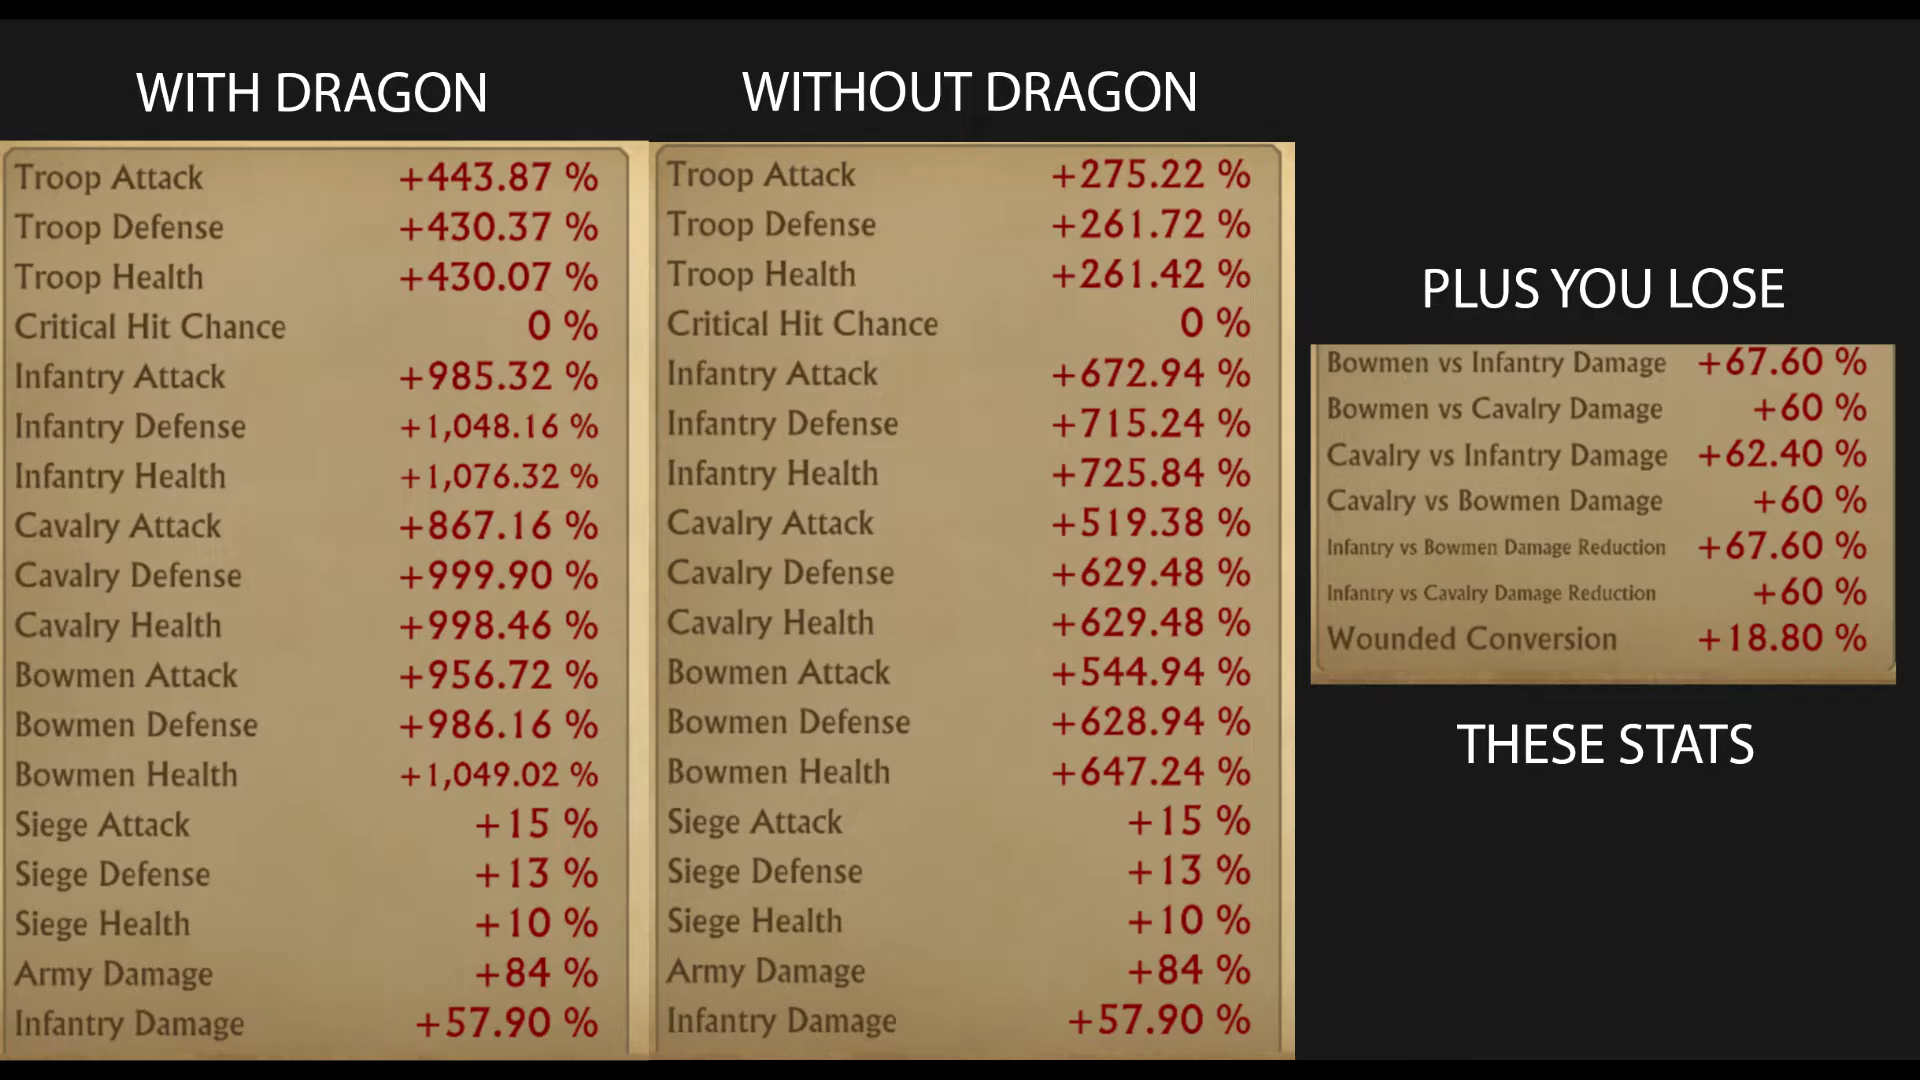 WITH DRAGON
Troop Attack +443.87 %
Troop Defense +430.37 %
Troop Health +430.07 %
Critical Hit Chance 0 %
Infantry Attack +985.32 %
Infantry Defense +1,048.16 %
Infantry Health +1,076.32 %
Cavalry Attack +867.16 %
Cavalry Defense +999.90 %
Cavalry Health +998.46 %
Bowmen Attack +956.72 %
Bowmen Defense +986.16 %
Bowmen Health +1,049.02 %
Siege Attack +15 %
Siege Defense +13 %
Siege Health +10 %
Army Damage +84 %
Infantry Damage +57.90 %
WITHOUT DRAGON
Troop Attack +275.22 %
Troop Defense +261.72 %
Troop Health +261.42 %
Critical Hit Chance 0 %
Infantry Attack +672.94 %
Infantry Defense +715.24 %
Infantry Health +725.84 %
Cavalry Attack +519.38 %
Cavalry Defense +629.48 %
Cavalry Health +629.48 %
Bowmen Attack +544.94 %
Bowmen Defense +628.94 %
Bowmen Health +647.24 %
Siege Attack +15 %
Siege Defense +13 %
Siege Health +10 %
Army Damage +84 %
Infantry Damage +57.90 %
PLUS YOU LOSE
Bowmen vs Infantry Damage +67.60 %
Bowmen vs Cavalry Damage +60 %
Cavalry vs Infantry Damage +62.40 %
Cavalry vs Bowmen Damage +60 %
Infantry vs Bowmen Damage Reduction +67.60 %
Infantry vs Cavalry Damage Reduction +60 %
Wounded Conversion +18.80 %
THESE STATS